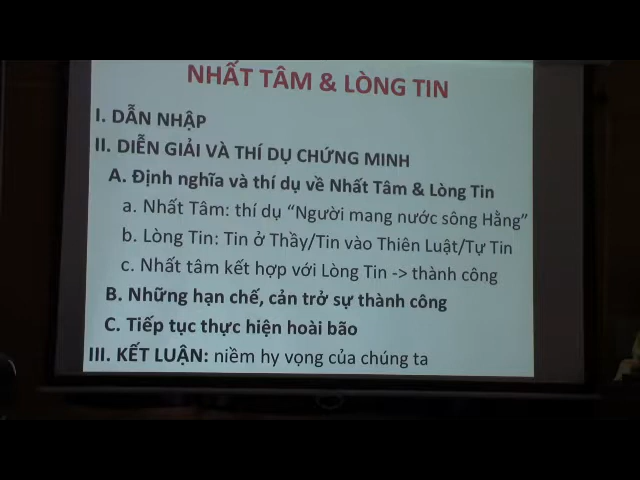 NHẤT TÂM & LÒNG TIN
I. DẪN NHẬP
II. DIỄN GIẢI VÀ THÍ DỤ CHỨNG MINH
A. Định nghĩa và thí dụ về Nhất Tâm & Lòng Tin
a. Nhất Tâm: thí dụ “Người mang nước sông Hằng”
b. Lòng Tin: Tin ở Thầy/Tin vào Thiên Luật/Tự Tin
c. Nhất tâm kết hợp với Lòng Tin -> thành công
B. Những hạn chế, cản trở sự thành công
C. Tiếp tục thực hiện hoài bão
III. KẾT LUẬN: niềm hy vọng của chúng ta